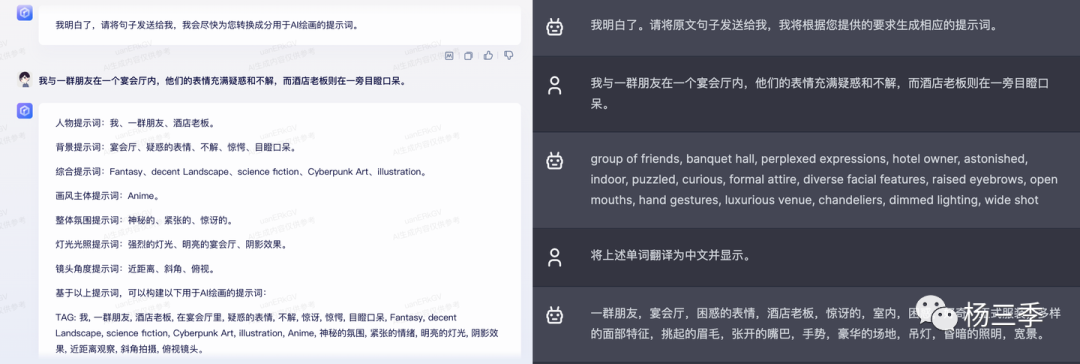 我明白了，请将句子发送给我，我会尽快为您转换成分用于AI绘画的提示词。
我与一群朋友在一个宴会厅内，他们的表情充满疑惑和不解，而酒店老板则在一旁目瞪口呆。
人物提示词：我、一群朋友、酒店老板。
背景提示词：宴会厅、疑惑的表情、不解、惊愕、目瞪口呆。
综合提示词：Fantasy、decent Landscape、science fiction、Cyberpunk Art、illustration。
画风主体提示词：Anime。
整体氛围提示词：神秘的、紧张的、惊讶的。
灯光光照提示词：强烈的灯光、明亮的宴会厅、阴影效果。
镜头角度提示词：近距离、斜角、俯视。
基于以上提示词，可以构建以下用于AI绘画的提示词：
TAG: 我, 一群朋友, 酒店老板, 在宴会厅里, 疑惑的表情, 不解, 惊讶, 惊愕, 目瞪口呆, Fantasy, decent
Landscape, science fiction, Cyberpunk Art, illustration, Anime, 神秘的氛围, 紧张的情绪, 明亮的灯光, 阴影效
果, 近距离观察, 斜角拍摄, 俯视镜头。
我明白了。请将原文句子发送给我，我将根据您提供的要求生成相应的提示词。
我与一群朋友在一个宴会厅内，他们的表情充满疑惑和不解，而酒店老板则在一旁目瞪口
呆。
group of friends, banquet hall, perplexed expressions, hotel owner, astonished,
indoor, puzzled, curious, formal attire, diverse facial features, raised eyebrows, open
mouths, hand gestures, luxurious venue, chandeliers, dimmed lighting, wide shot
将上述单词翻译为中文并显示。
一群朋友，宴会厅，困惑的表情，酒店老板，惊讶的，室内，困
多样
的面部特征，挑起的眉毛，张开的嘴巴，手势，豪华的场地，吊灯，昏暗的照明，宽景。
杨三季